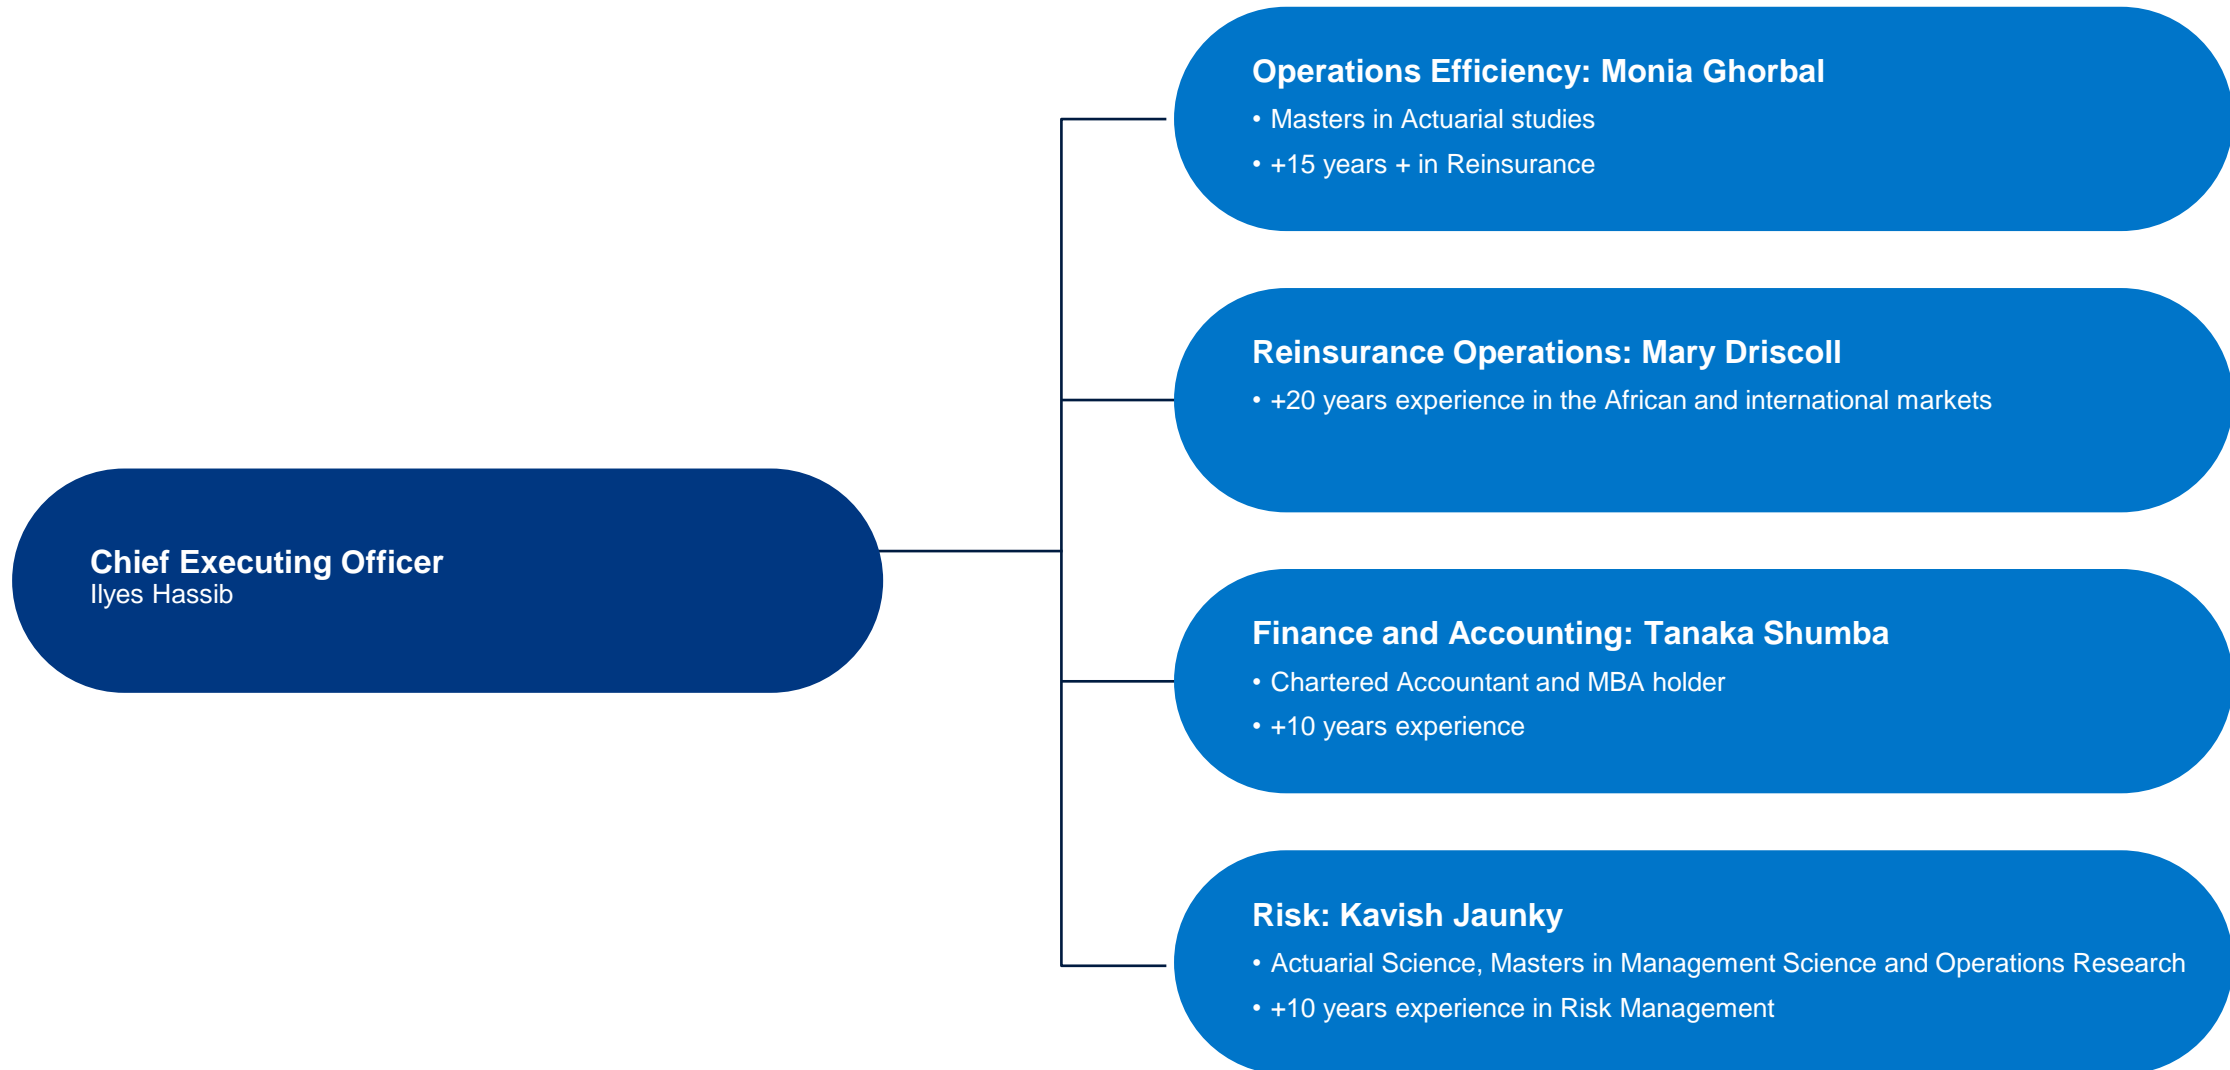 Operations Efficiency: Monia Ghorbal
• Masters in Actuarial studies
• +15 years + in Reinsurance
Reinsurance Operations: Mary Driscoll
• +20 years experience in the African and international markets
Chief Executing Officer
Ilyes Hassib
Finance and Accounting: Tanaka Shumba
• Chartered Accountant and MBA holder
• +10 years experience
Risk: Kavish Jaunky
• Actuarial Science, Masters in Management Science and Operations Research
• +10 years experience in Risk Management